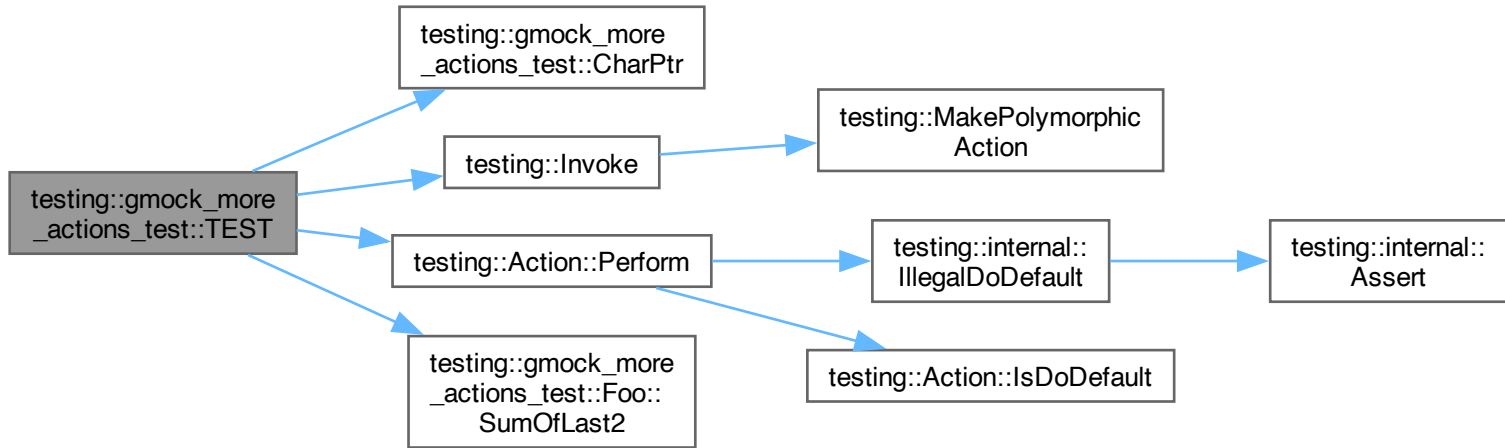 testing::gmock_more
_actions_test::TEST
testing::gmock_more
_actions_test::CharPtr
testing::Invoke
testing::MakePolymorphic
Action
testing::Action::Perform
testing::internal::
IllegalDoDefault
testing::internal::
Assert
testing::Action::IsDoDefault
testing::gmock_more
_actions_test::Foo::
SumOfLast2